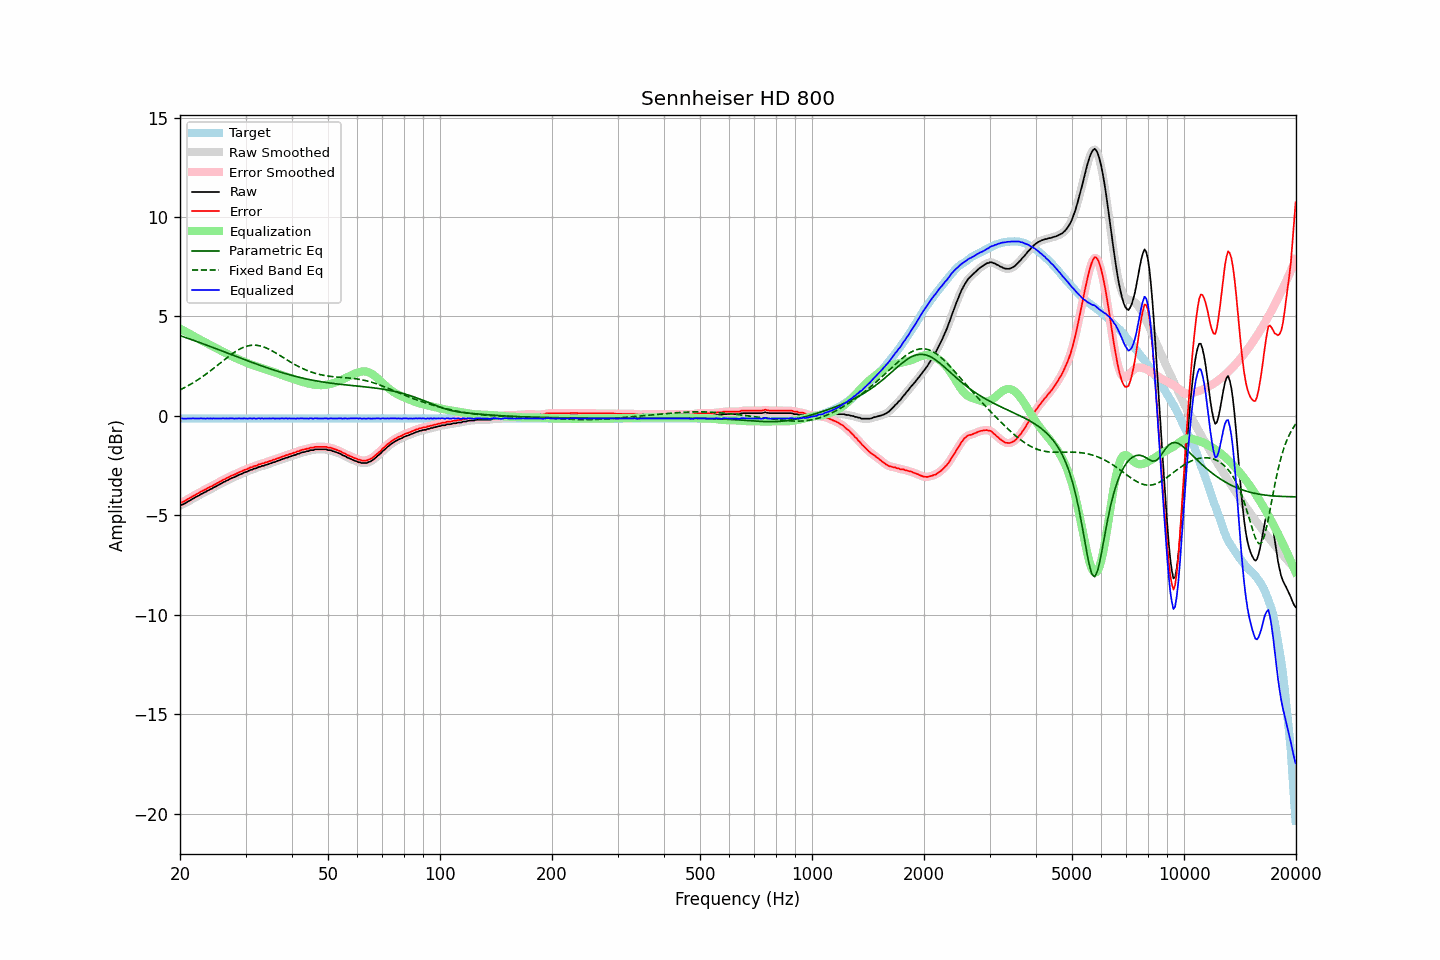 Sennheiser HD 800
15
10
5
0
−5
−10
−15
−20
Amplitude (dBr)
Target
Raw Smoothed
Error Smoothed
Raw
Error
Equalization
Parametric Eq
Fixed Band Eq
Equalized
20 50 100 200 500 1000 2000 5000 10000 20000
Frequency (Hz)